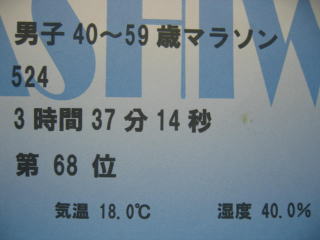 男子 40〜59 歳マラソン
524
3 時間 37 分 14 秒
第 68 位
気温 18.0℃ 湿度 40.0%